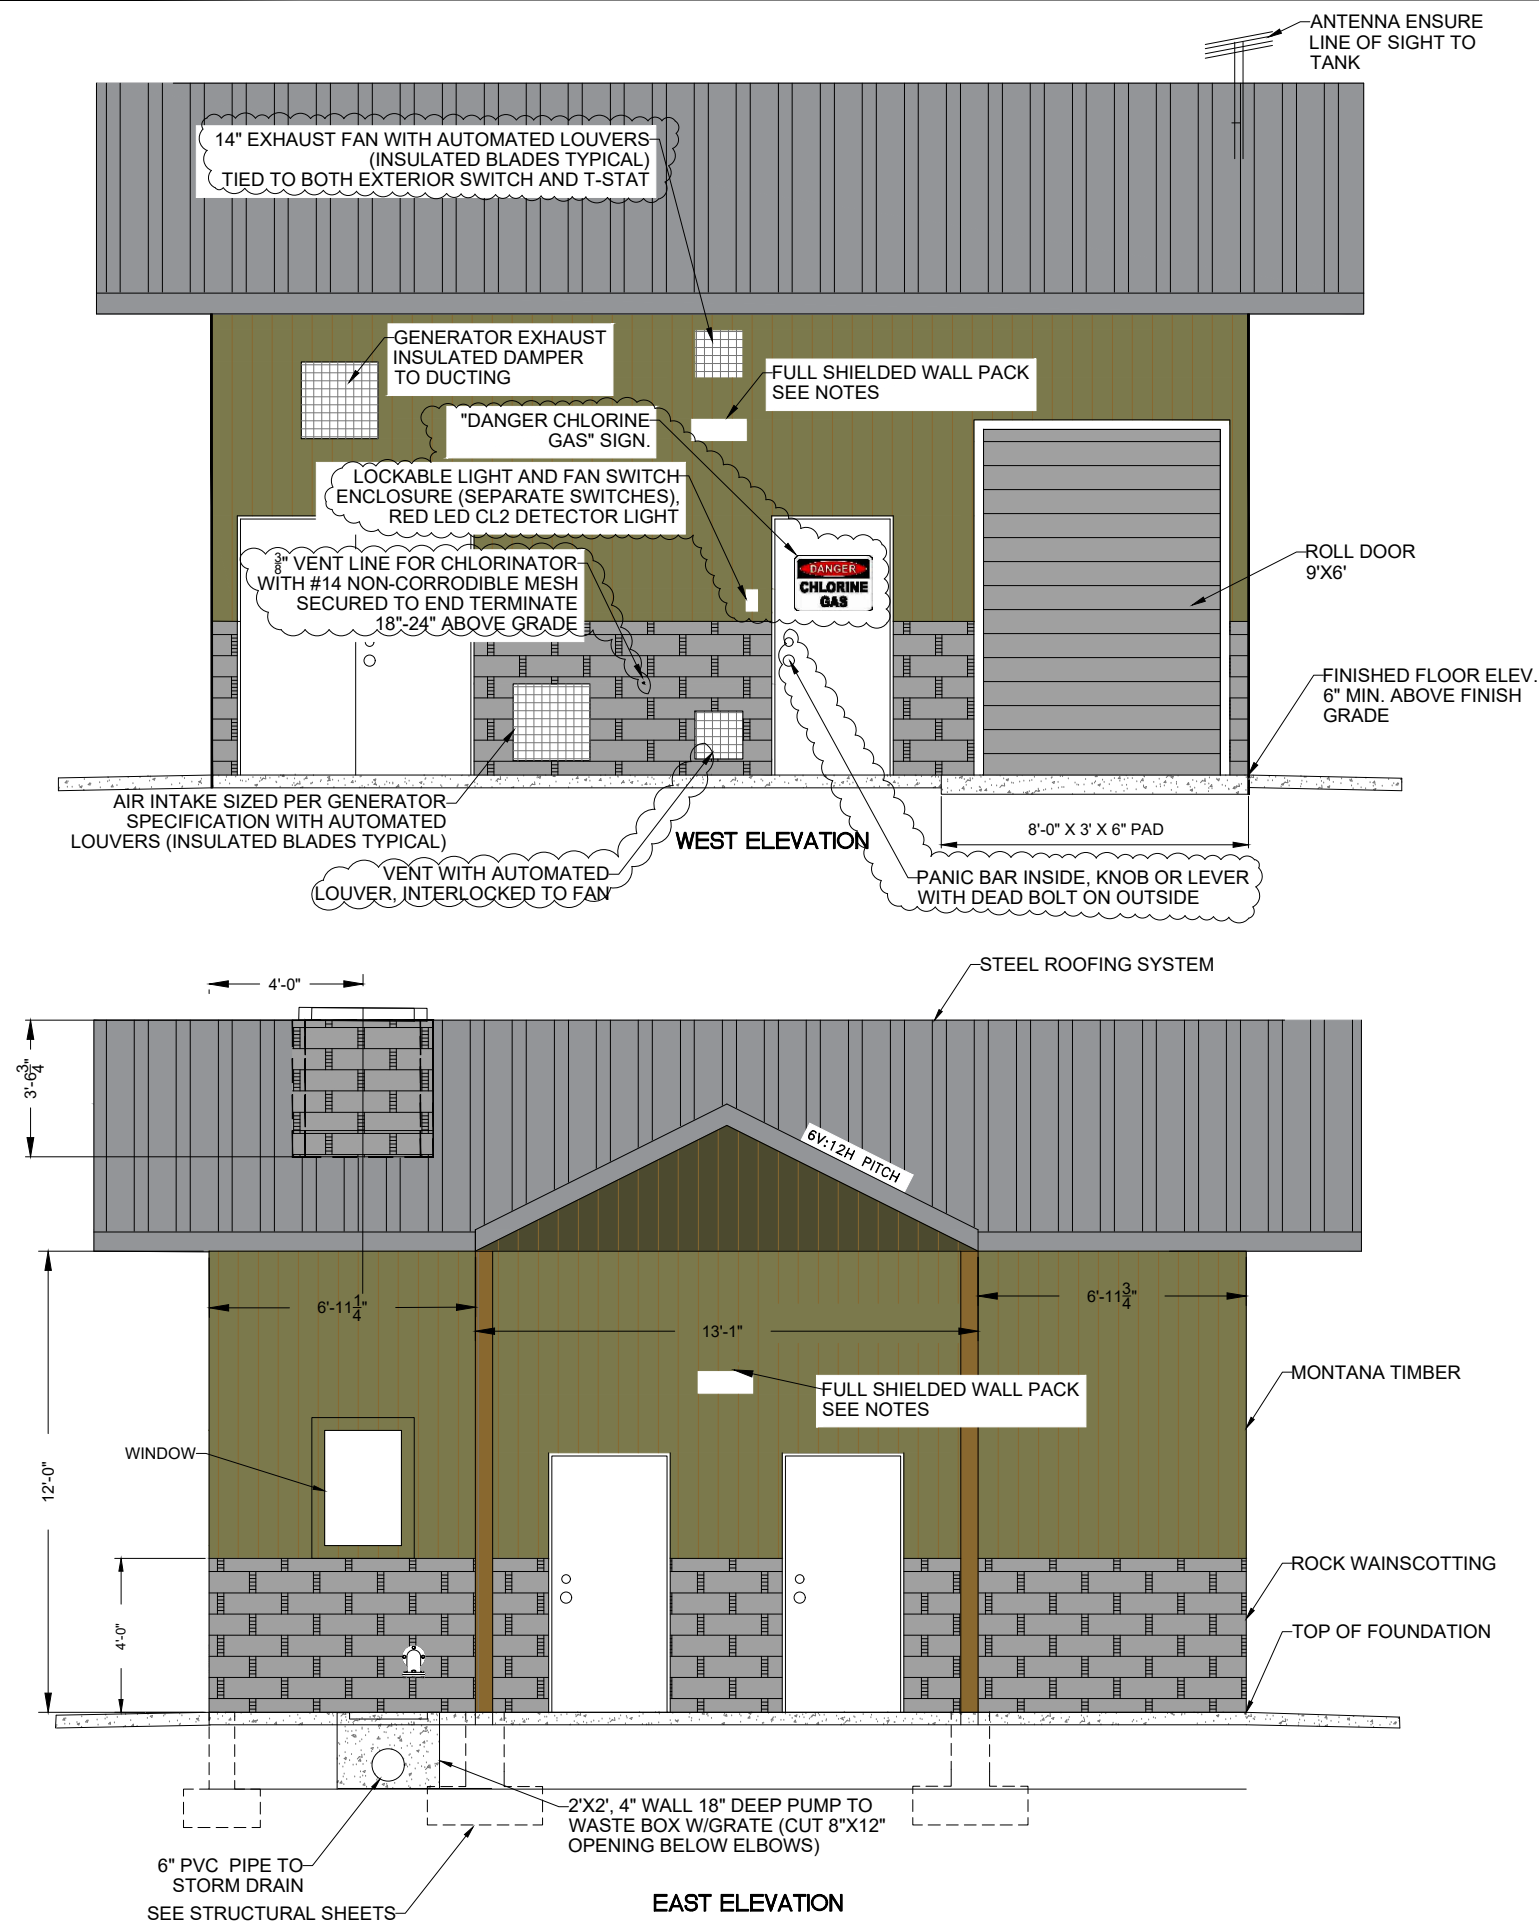 ANTENNA ENSURE
LINE OF SIGHT TO
TANK
14" EXHAUST FAN WITH AUTOMATED LOUVERS
(INSULATED BLADES TYPICAL)
TIED TO BOTH EXTERIOR SWITCH AND T-STAT
GENERATOR EXHAUST
INSULATED DAMPER
TO DUCTING
FULL SHIELDED WALL PACK
SEE NOTES
"DANGER CHLORINE
GAS" SIGN.
LOCKABLE LIGHT AND FAN SWITCH
ENCLOSURE (SEPARATE SWITCHES),
RED LED CL2 DETECTOR LIGHT
3/8" VENT LINE FOR CHLORINATOR
WITH #14 NON-CORRODIBLE MESH
SECURED TO END TERMINATE
18"-24" ABOVE GRADE
DANGER
CHLORINE
GAS
ROLL DOOR
9'X6'
FINISHED FLOOR ELEV.
6" MIN. ABOVE FINISH
GRADE
AIR INTAKE SIZED PER GENERATOR
SPECIFICATION WITH AUTOMATED
LOUVERS (INSULATED BLADES TYPICAL)
WEST ELEVATION
8'-0" X 3' X 6" PAD
VENT WITH AUTOMATED
LOUVER, INTERLOCKED TO FAN
PANIC BAR INSIDE, KNOB OR LEVER
WITH DEAD BOLT ON OUTSIDE
STEEL ROOFING SYSTEM
4'-0"
3'-6 3/4"
6V:12H PITCH
6'-11 1/4"
6'-11 3/4"
13'-1"
FULL SHIELDED WALL PACK
SEE NOTES
MONTANA TIMBER
WINDOW
12'-0"
ROCK WAINSCOTTING
4'-0"
TOP OF FOUNDATION
2'X2', 4" WALL 18" DEEP PUMP TO
WASTE BOX W/GRATE (CUT 8"X12"
OPENING BELOW ELBOWS)
6" PVC PIPE TO
STORM DRAIN
SEE STRUCTURAL SHEETS
EAST ELEVATION